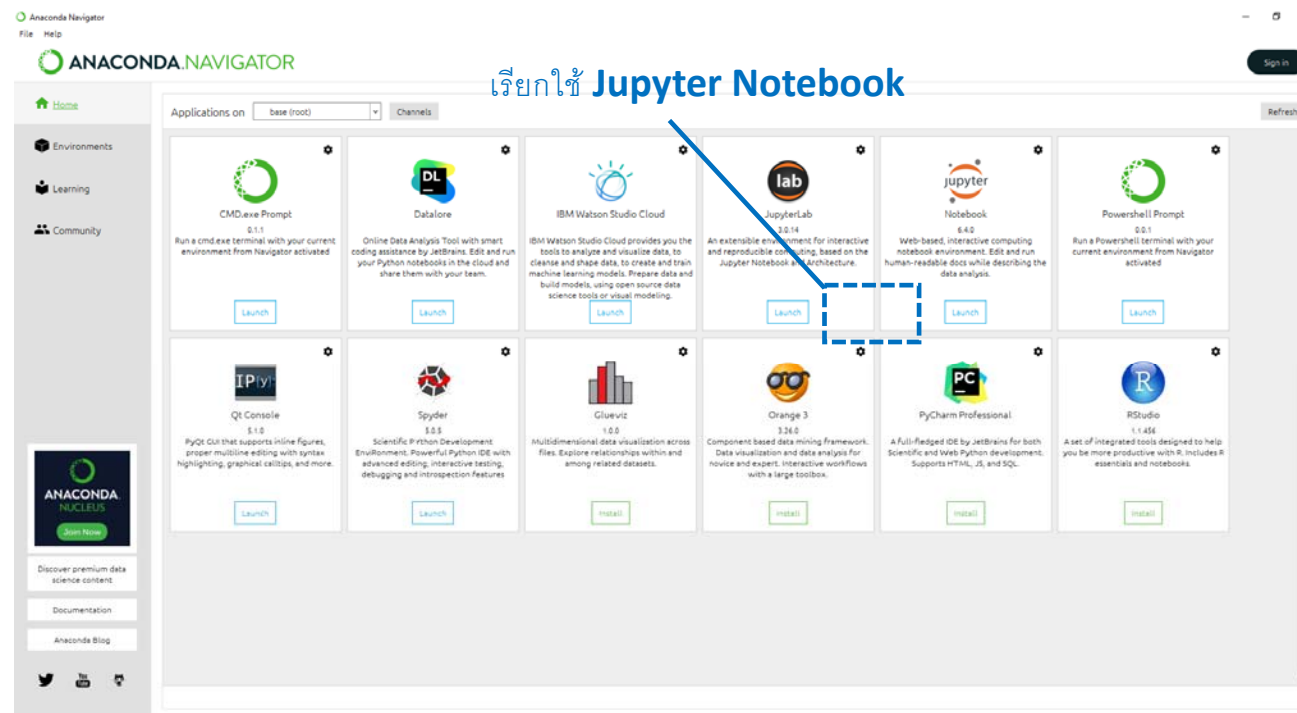 Anaconda Navigator
File Help
ANACONDA.NAVIGATOR
Sign in
เรียกใช้ Jupyter Notebook
Home
Applications on base (root) Channels
Refresh
Environments
Learning
Community
CMD.exe Prompt
0.1.1
Run a cmd.exe terminal with your current
environment from Navigator activated
Launch
DL
Datalore
Online Data Analysis Tool with smart
coding assistance by JetBrains. Edit and run
your Python notebooks in the cloud and
share them with your team.
Launch
IBM Watson Studio Cloud
IBM Watson Studio Cloud provides you the
tools to analyze and visualize data, to
cleanse and shape data, to create and train
machine learning models. Prepare data and
build models, using open source data
science tools or visual modeling.
Launch
lab
JupyterLab
3.0.14
An extensible environment for interactive
and reproducible computing, based on the
Jupyter Notebook and Architecture.
Launch
jupyter
Notebook
6.4.0
Web-based, interactive computing
notebook environment. Edit and run
human-readable docs while describing the
data analysis.
Launch
Powershell Prompt
0.0.1
Run a Powershell terminal with your
current environment from Navigator
activated
Launch
IP[y]:
Qt Console
5.1.0
PyQt GUI that supports inline figures,
proper multiline editing with syntax
highlighting, graphical calltips, and more.
Launch
Spyder
5.0.5
Scientific PYthon Development
EnviRonment. Powerful Python IDE with
advanced editing, interactive testing,
debugging and introspection features
Launch
Glueviz
1.0.0
Multidimensional data visualization across
files. Explore relationships within and
among related datasets.
Install
Orange 3
3.26.0
Component based data mining framework.
Data visualization and data analysis for
novice and expert. Interactive workflows
with a large toolbox.
Install
PC
PyCharm Professional
A full-fledged IDE by JetBrains for both
Scientific and Web Python development.
Supports HTML, JS, and SQL.
Install
R
RStudio
1.1.456
A set of integrated tools designed to help
you be more productive with R. Includes R
essentials and notebooks.
Install
ANACONDA.
NUCLEUS
Join Now
Discover premium data
science content
Documentation
Anaconda Blog
You
Tube